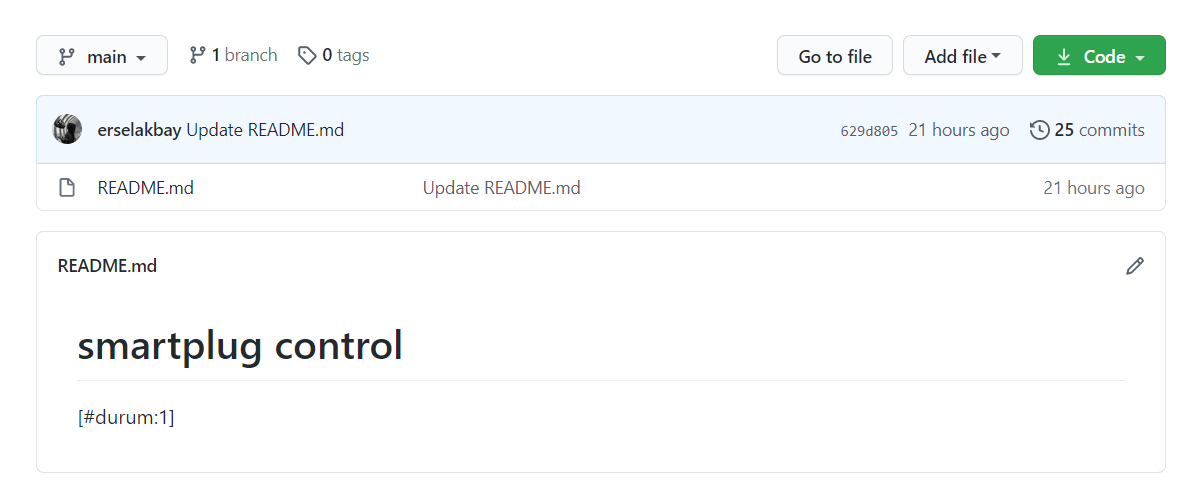 main 1 branch 0 tags Go to file Add file Code
erselakbay Update README.md 629d805 21 hours ago 25 commits
README.md Update README.md 21 hours ago
README.md
smartplug control
[#durum:1]